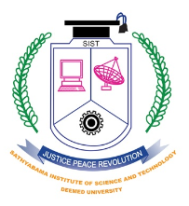 SIST
JUSTICE PEACE REVOLUTION
SATHYABAMA INSTITUTE OF SCIENCE AND TECHNOLOGY
DEEMED UNIVERSITY